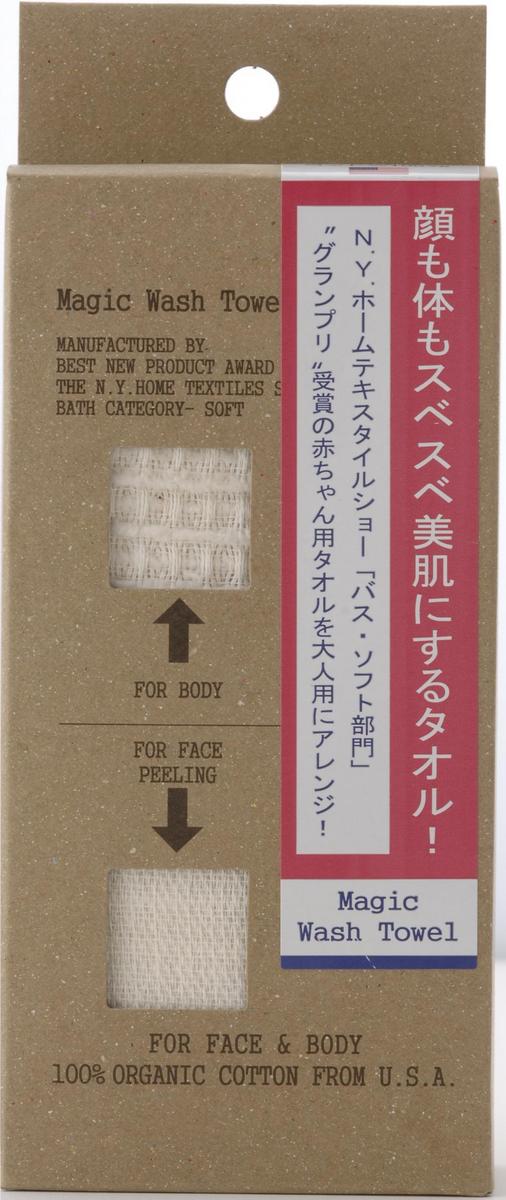 Magic Wash Towe
MANUFACTURED BY
BEST NEW PRODUCT AWARD
THE N.Y.HOME TEXTILES S
BATH CATEGORY- SOFT
FOR BODY
FOR FACE
PEELING
FOR FACE & BODY
100% ORGANIC COTTON FROM U.S.A.
顔も体もスベスベ美肌にするタオル！
N.Y.ホームテキスタイルショー「バス・ソフト部門」
〝グランプリ〟受賞の赤ちゃん用タオルを大人用にアレンジ！
Magic
Wash Towel